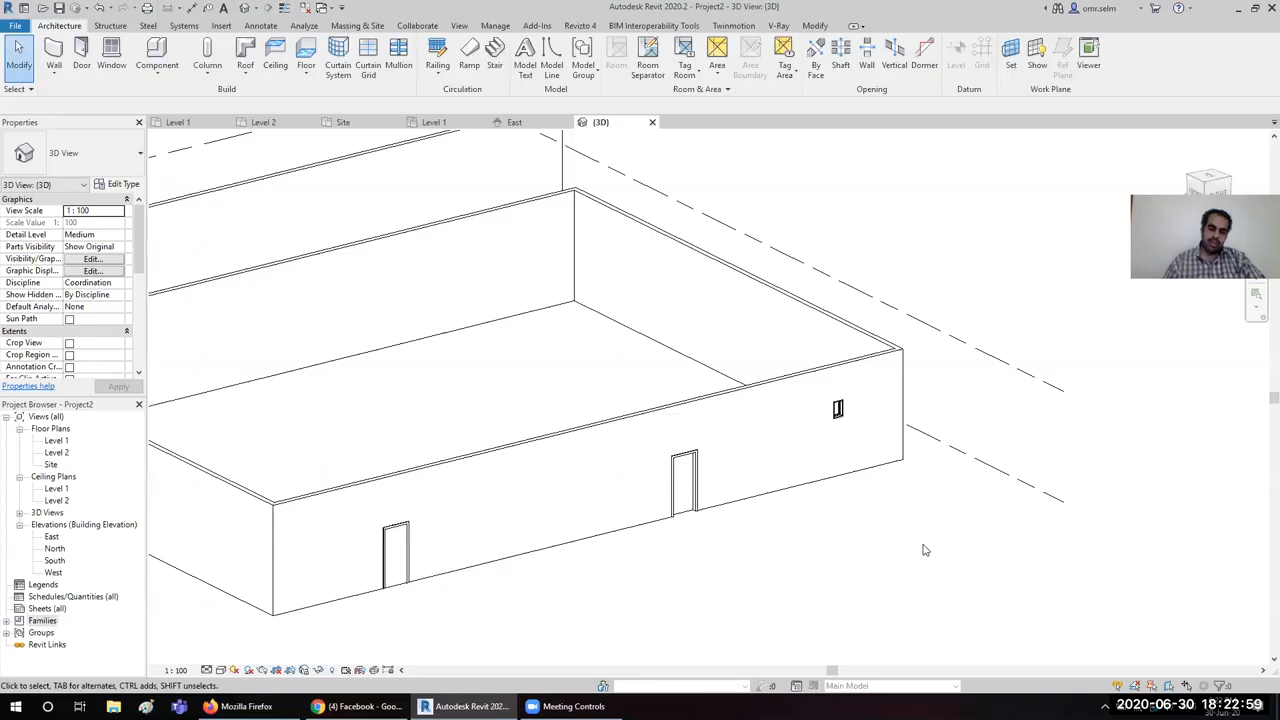 Autodesk Revit 2020.2 - Project2 - 3D View: {3D}
omr.selm
File
Architecture
Structure
Steel
Systems
Insert
Annotate
Analyze
Massing & Site
Collaborate
View
Manage
Add-Ins
Revizto 4
BIM Interoperability Tools
Twinmotion
V-Ray
Modify
Modify
Wall
Door
Window
Component
Column
Roof
Ceiling
Floor
Curtain System
Curtain Grid
Mullion
Railing
Ramp
Stair
Model Text
Model Line
Model Group
Room
Room Separator
Tag Room
Area
Area Boundary
Tag Area
By Face
Shaft
Wall
Vertical
Dormer
Level
Grid
Set
Show
Ref Plane
Viewer
Select
Build
Circulation
Model
Room & Area
Opening
Datum
Work Plane
Properties
Level 1
Level 2
Site
Level 1
East
{3D}
3D View
3D View: {3D}
Edit Type
Graphics
View Scale
1 : 100
Scale Value 1:
100
Detail Level
Medium
Parts Visibility
Show Original
Visibility/Grap...
Edit...
Graphic Displ...
Edit...
Discipline
Coordination
Show Hidden ...
By Discipline
Default Analy...
None
Sun Path
Extents
Crop View
Crop Region ...
Annotation Cr...
Properties help
Apply
Project Browser - Project2
Views (all)
Floor Plans
Level 1
Level 2
Site
Ceiling Plans
Level 1
Level 2
3D Views
Elevations (Building Elevation)
East
North
South
West
Legends
Schedules/Quantities (all)
Sheets (all)
Families
Groups
Revit Links
1 : 100
Click to select, TAB for alternates, CTRL adds, SHIFT unselects.
:0
Main Model
:0
Mozilla Firefox
(4) Facebook - Goo...
Autodesk Revit 202...
Meeting Controls
2020-06-30 18:22:59